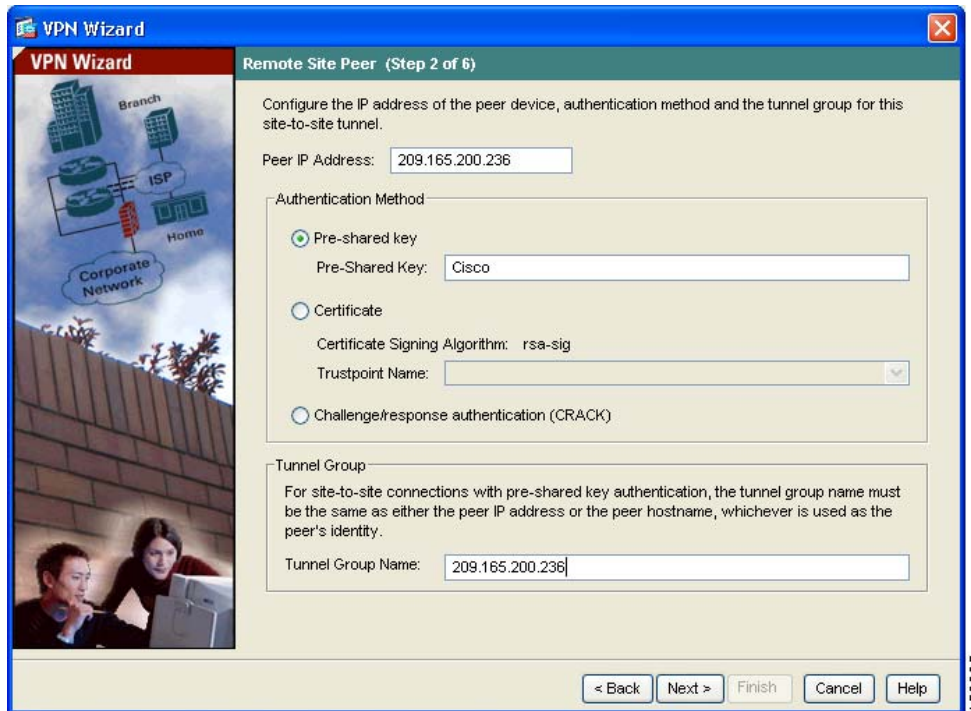 VPN Wizard
VPN Wizard
Branch
ISP
Home
Corporate
Network
Remote Site Peer (Step 2 of 6)
Configure the IP address of the peer device, authentication method and the tunnel group for this
site-to-site tunnel.
Peer IP Address: 209.165.200.236
Authentication Method
Pre-shared key
Pre-Shared Key: Cisco
Certificate
Certificate Signing Algorithm: rsa-sig
Trustpoint Name:
Challenge/response authentication (CRACK)
Tunnel Group
For site-to-site connections with pre-shared key authentication, the tunnel group name must
be the same as either the peer IP address or the peer hostname, whichever is used as the
peer's identity.
Tunnel Group Name: 209.165.200.236
< Back Next > Finish Cancel Help